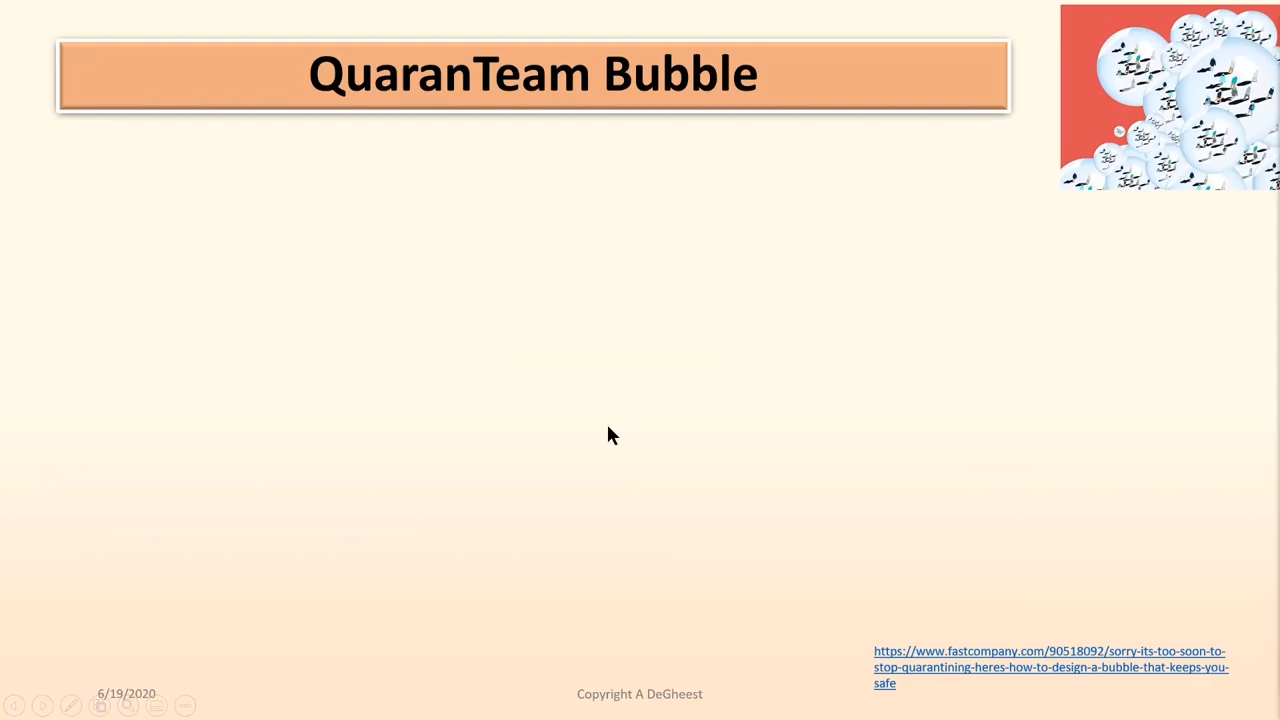 QuaranTeam Bubble
https://www.fastcompany.com/90518092/sorry-its-too-soon-to-
stop-quarantining-heres-how-to-design-a-bubble-that-keeps-you-
safe
6/19/2020
Copyright A DeGheest